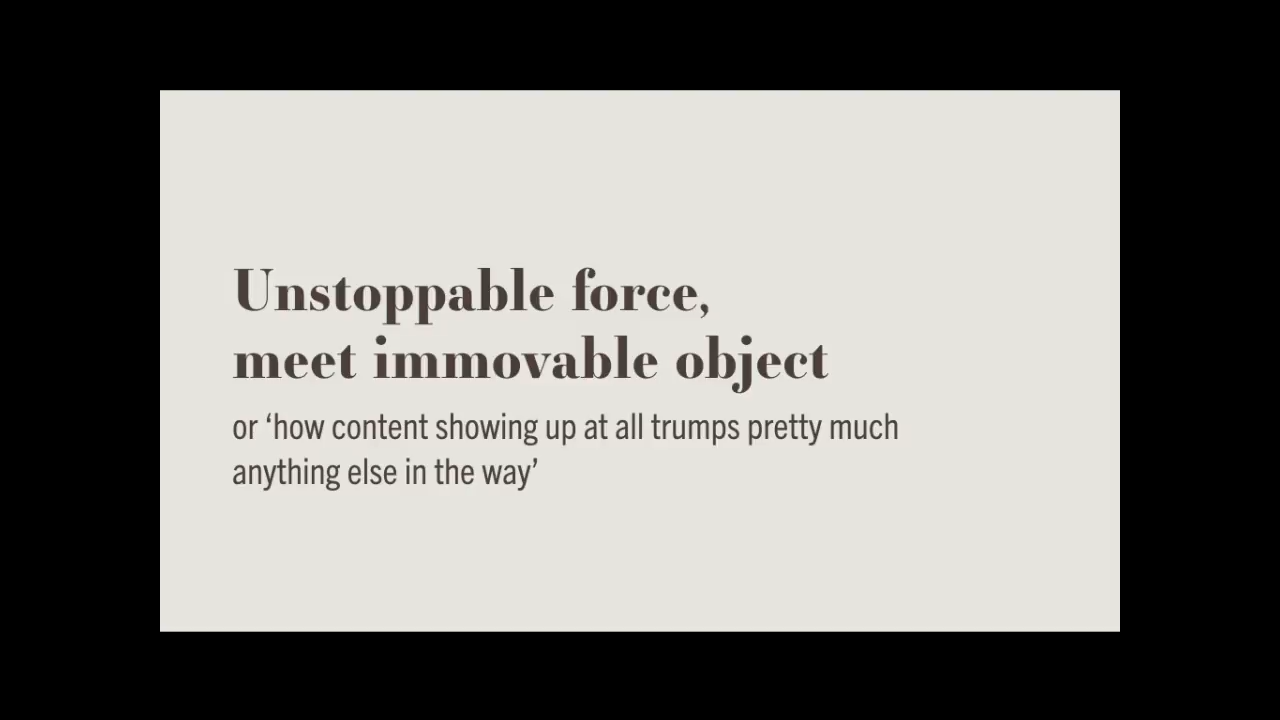 Unstoppable force,
meet immovable object
or ‘how content showing up at all trumps pretty much
anything else in the way’